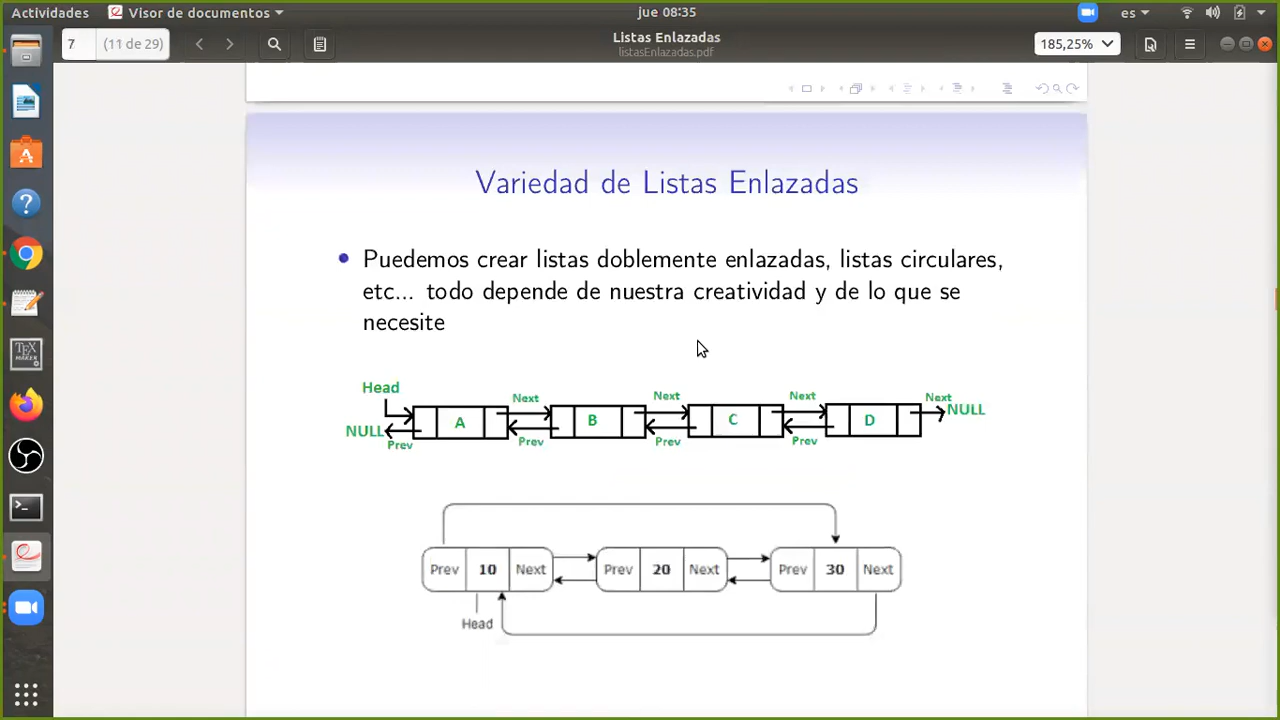 Actividades
Visor de documentos
jue 08:35
es
7
(11 de 29)
Listas Enlazadas
listasEnlazadas.pdf
185,25%
Variedad de Listas Enlazadas
Puedemos crear listas doblemente enlazadas, listas circulares,
etc... todo depende de nuestra creatividad y de lo que se
necesite
Head
Next
Next
Next
Next
NULL
A
B
C
D
NULL
Prev
Prev
Prev
Prev
Prev
10
Next
Prev
20
Next
Prev
30
Next
Head
TEX
MAKER